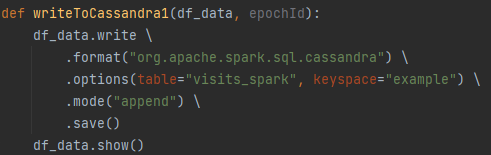 def writeToCassandra1(df_data, epochId):
    df_data.write \
        .format("org.apache.spark.sql.cassandra") \
        .options(table="visits_spark", keyspace="example") \
        .mode("append") \
        .save()
    df_data.show()